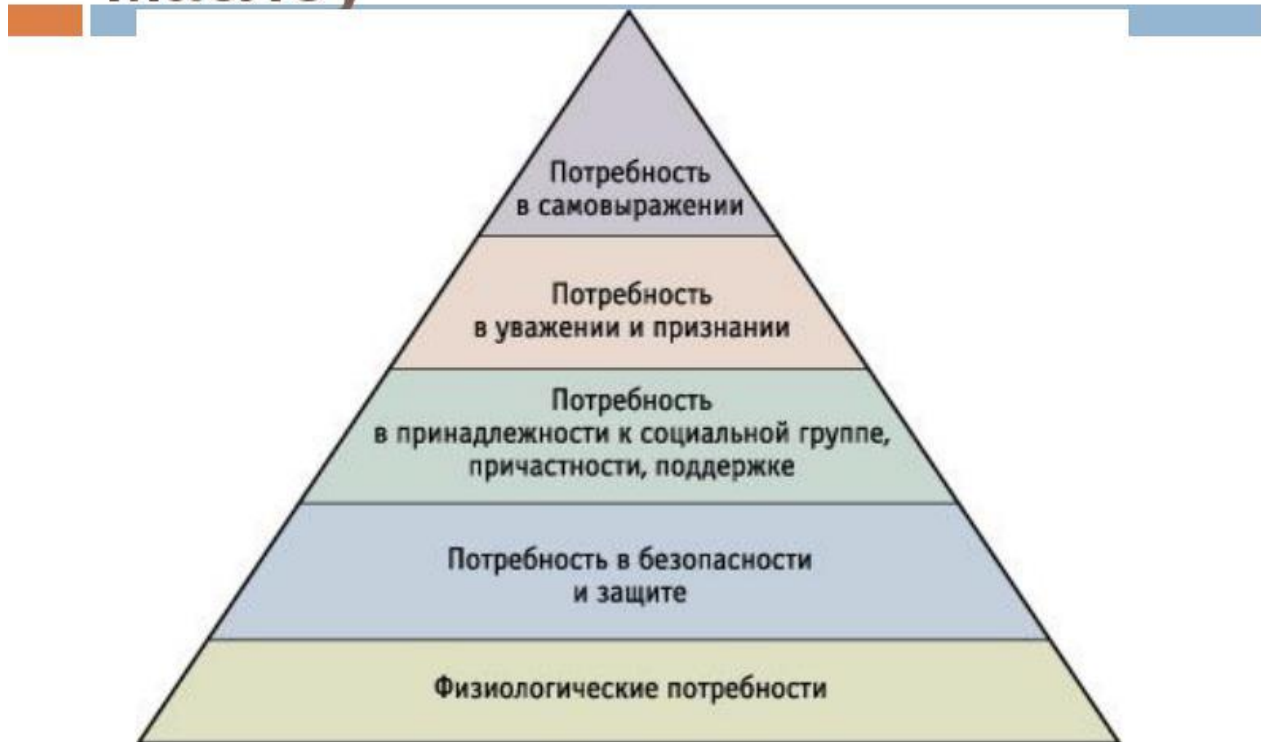 Потребность
в самовыражении
Потребность
в уважении и признании
Потребность
в принадлежности к социальной группе,
причастности, поддержке
Потребность в безопасности
и защите
Физиологические потребности